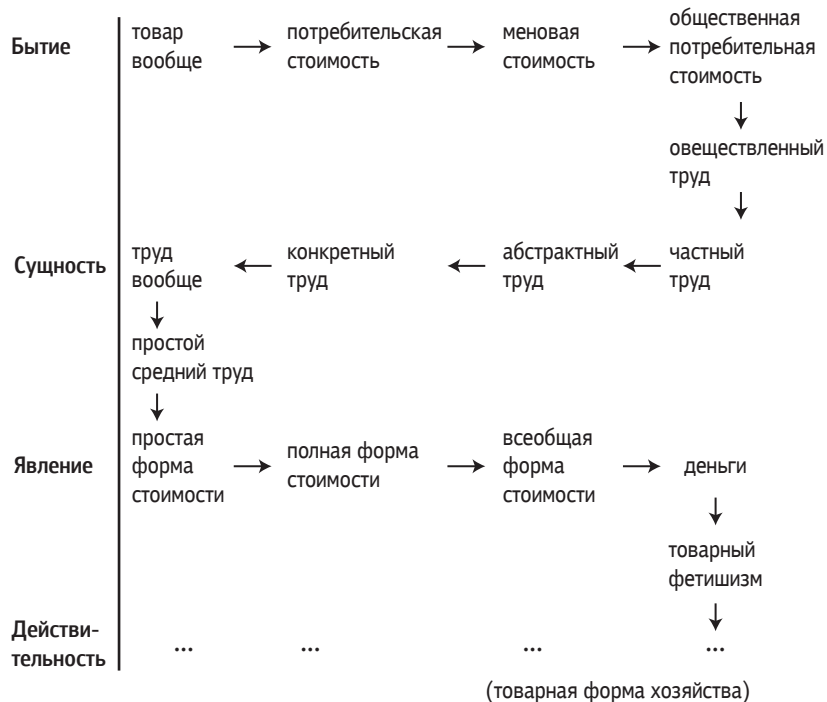 Бытие
товар
вообще
потребительская
стоимость
меновая
стоимость
общественная
потребительная
стоимость
овеществленный
труд
Сущность
труд
вообще
конкретный
труд
абстрактный
труд
частный
труд
простой
средний труд
Явление
простая
форма
стоимости
полная форма
стоимости
всеобщая
форма
стоимости
деньги
товарный
фетишизм
Действи-
тельность
...
...
...
...
(товарная форма хозяйства)